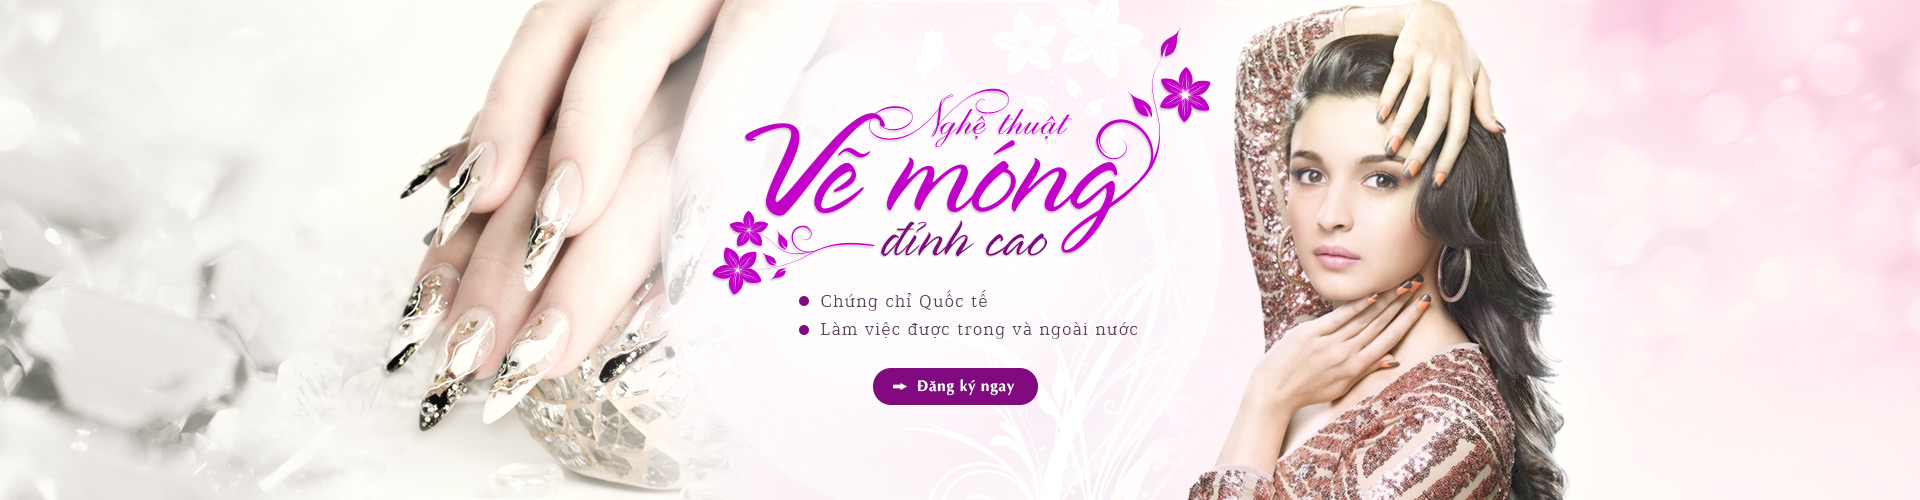 Nghệ thuật
Vẽ móng
đỉnh cao
Chứng chỉ Quốc tế
Làm việc được trong và ngoài nước
Đăng ký ngay